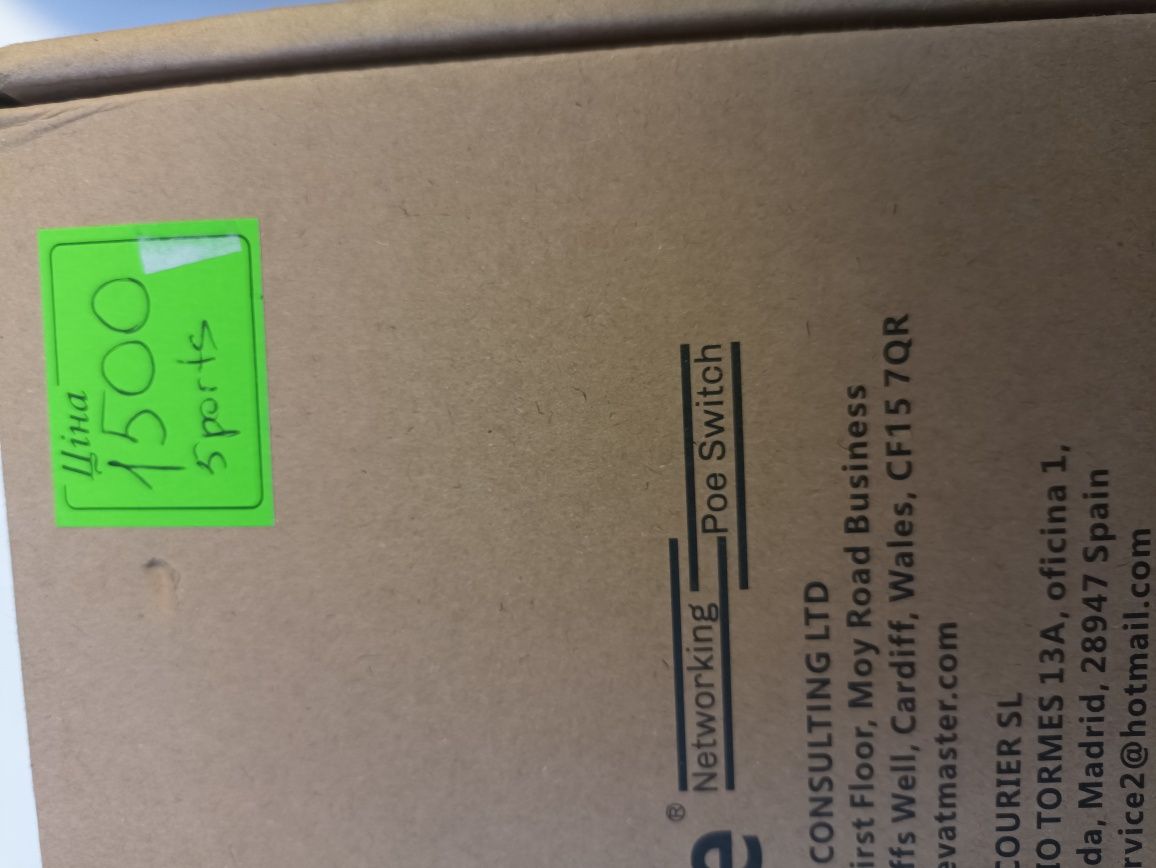 Ціна
1500
5 ports
e®
Networking
Poe Switch
CONSULTING LTD
irst Floor, Moy Road Business
ffs Well, Cardiff, Wales, CF15 7QR
evatmaster.com
COURIER SL
IO TORMES 13A, oficina 1,
da, Madrid, 28947 Spain
rvice2@hotmail.com